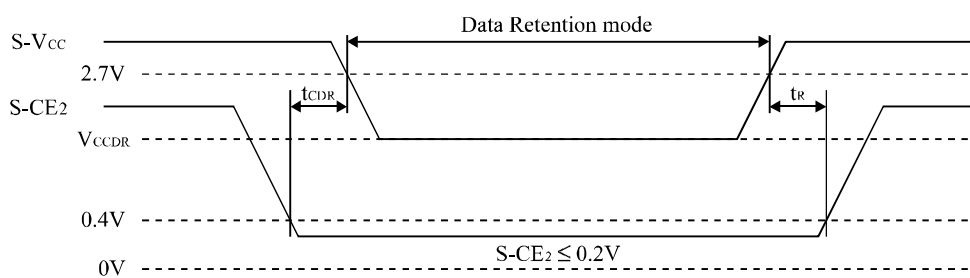 Data Retention mode
S-VCC
2.7V
tCDR
tR
S-CE2
VCCDR
0.4V
S-CE2 ≤ 0.2V
0V